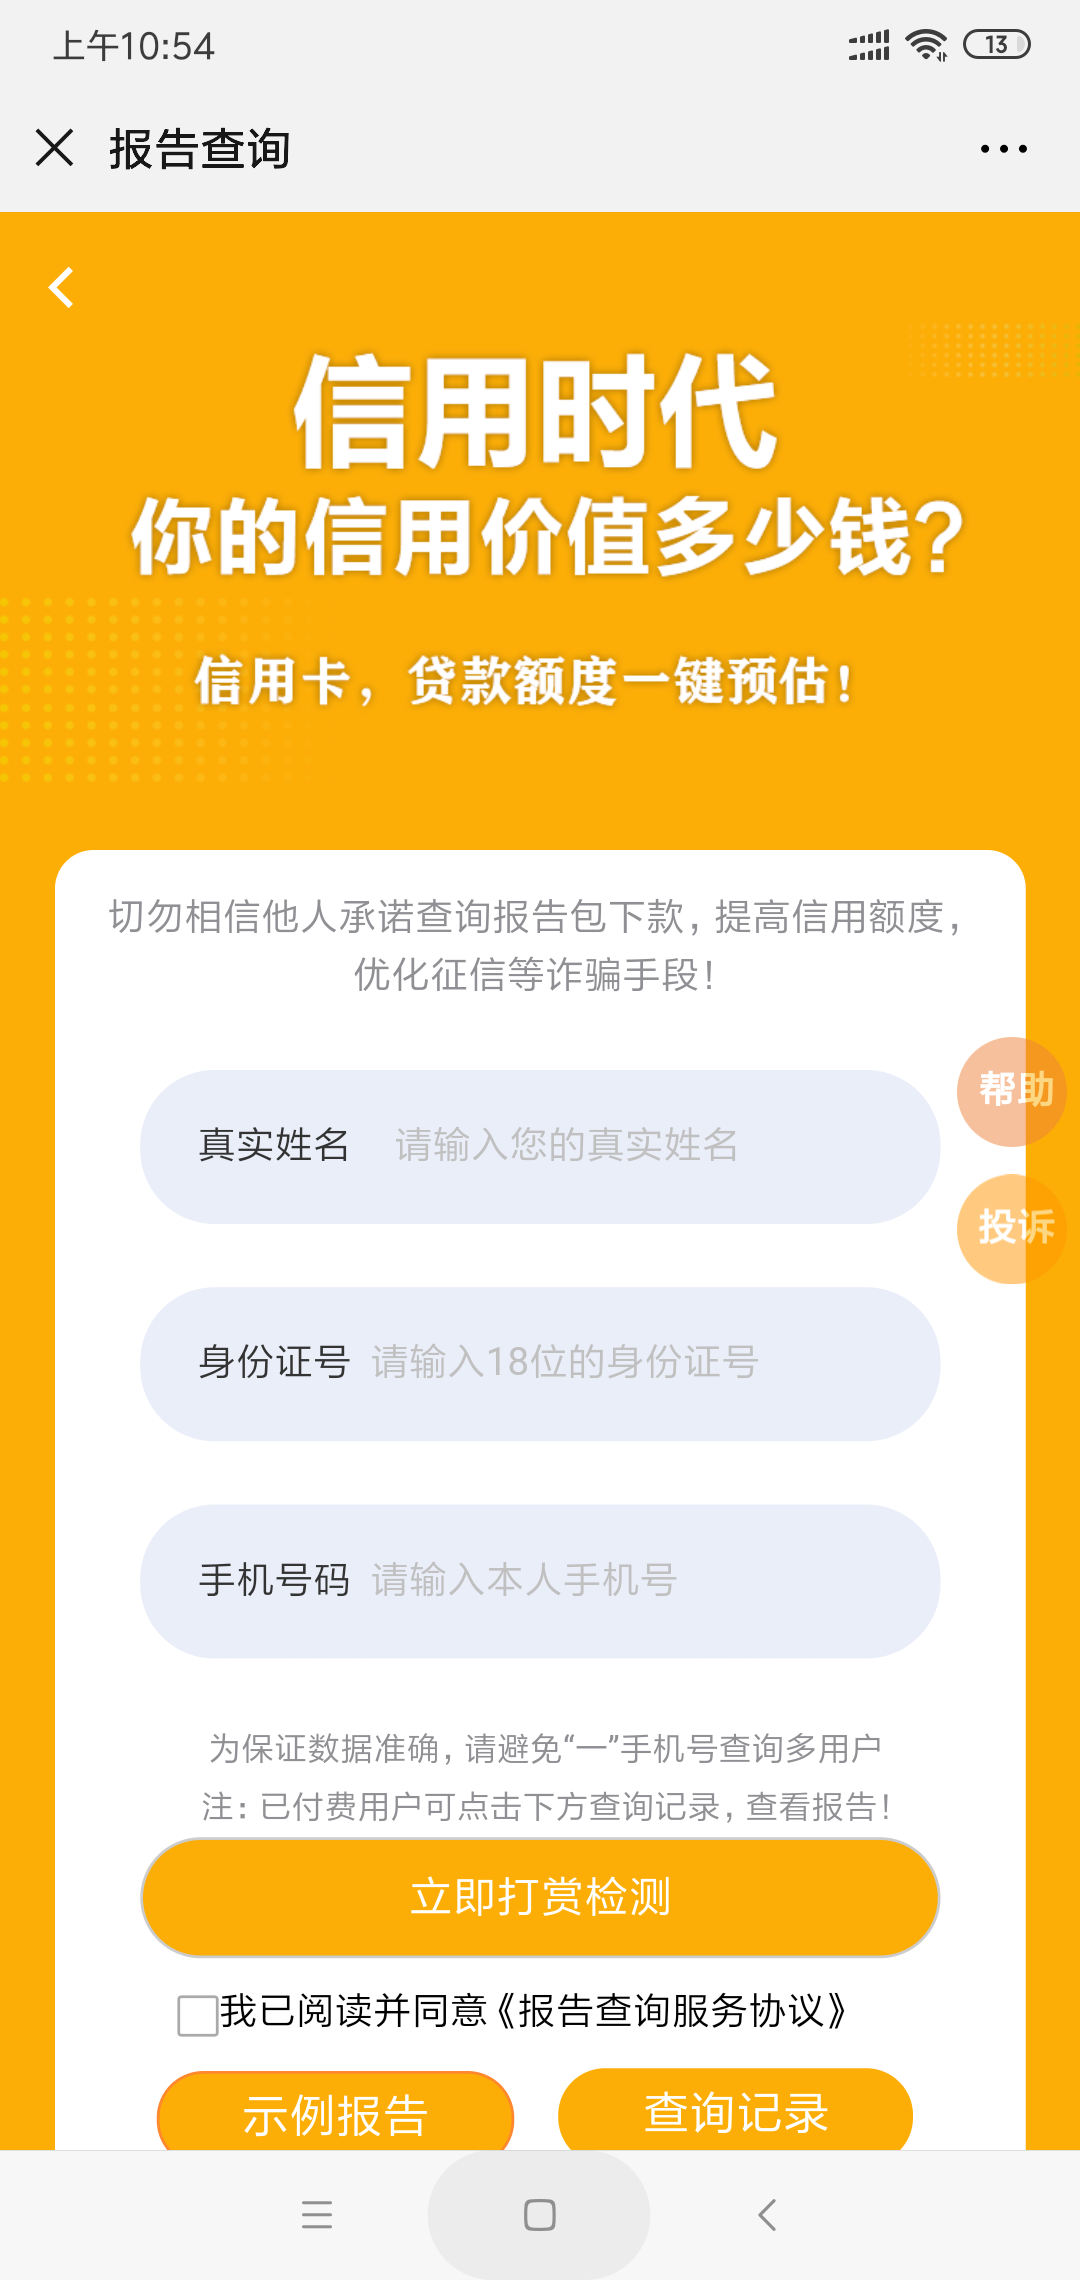 上午10:54
13
报告查询
信用时代
你的信用价值多少钱?
信用卡，贷款额度一键预估！
切勿相信他人承诺查询报告包下款，提高信用额度，
优化征信等诈骗手段！
帮助
真实姓名 请输入您的真实姓名
投诉
身份证号 请输入18位的身份证号
手机号码 请输入本人手机号
为保证数据准确，请避免“一”手机号查询多用户
注：已付费用户可点击下方查询记录，查看报告！
立即打赏检测
我已阅读并同意《报告查询服务协议》
示例报告 查询记录